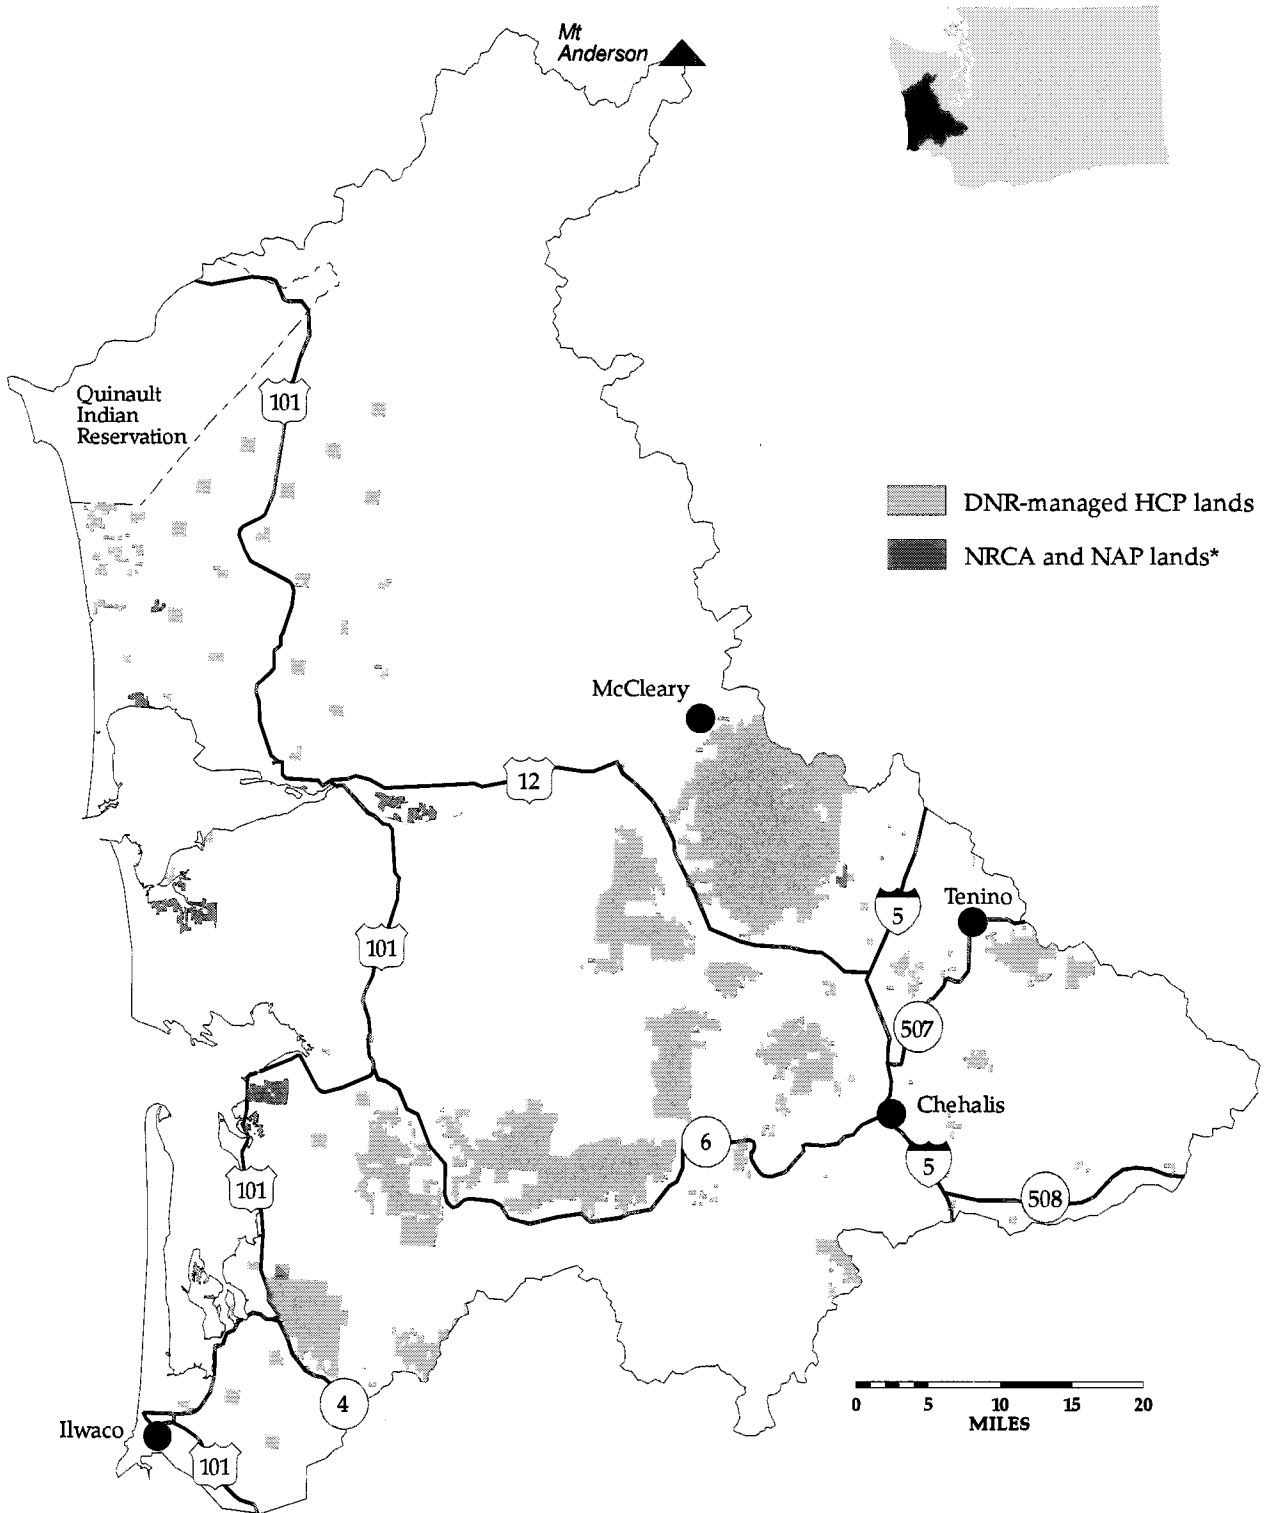 Mt
Anderson
Quinault
Indian
Reservation
101
DNR-managed HCP lands
NRCA and NAP lands*
McCleary
12
5
Tenino
101
507
Chehalis
6
5
101
508
4
0 5 10 15 20
MILES
Ilwaco
101